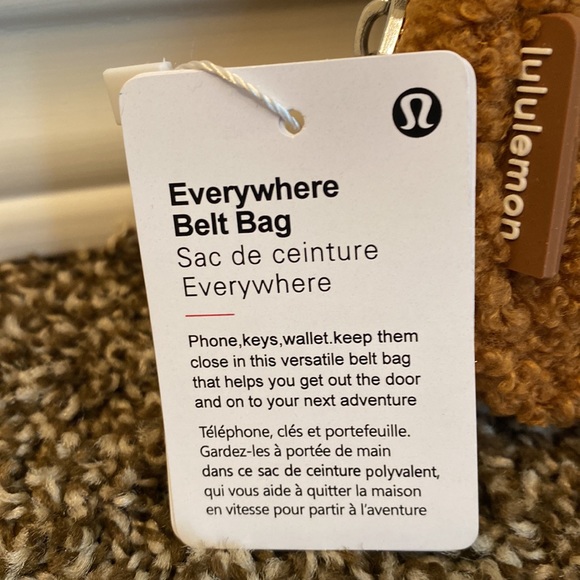 Everywhere
Belt Bag
Sac de ceinture
Everywhere
Phone,keys,wallet.keep them
close in this versatile belt bag
that helps you get out the door
and on to your next adventure
Téléphone, clés et portefeuille.
Gardez-les à portée de main
dans ce sac de ceinture polyvalent,
qui vous aide à quitter la maison
en vitesse pour partir à l'aventure
lululemon